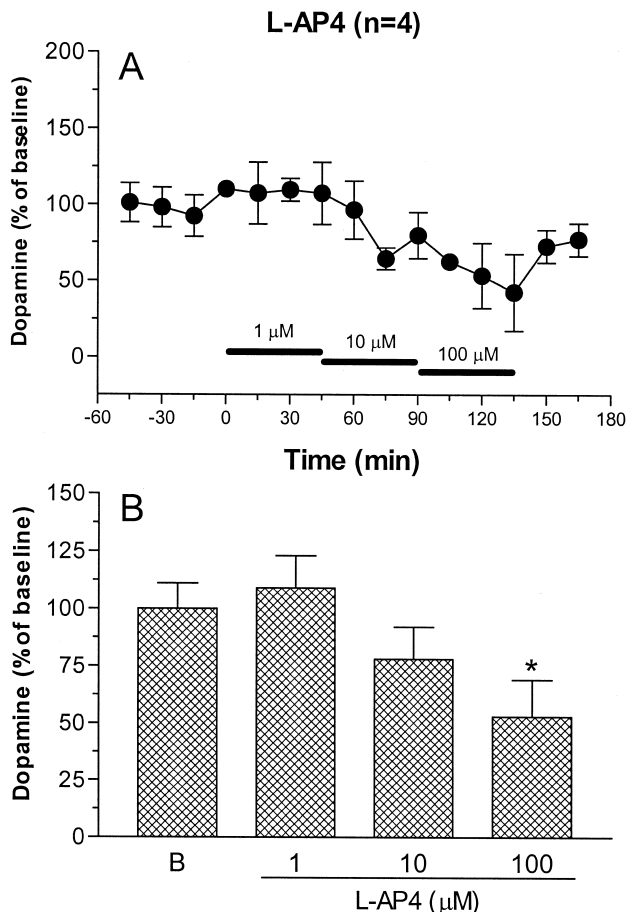 L-AP4 (n=4)
A
Dopamine (% of baseline)
200
150
100
50
0
1 μM
10 μM
100 μM
-60 -30 0 30 60 90 120 150 180
Time (min)
B
Dopamine (% of baseline)
150
125
100
75
50
25
0
*
B 1 10 100
L-AP4 (μM)